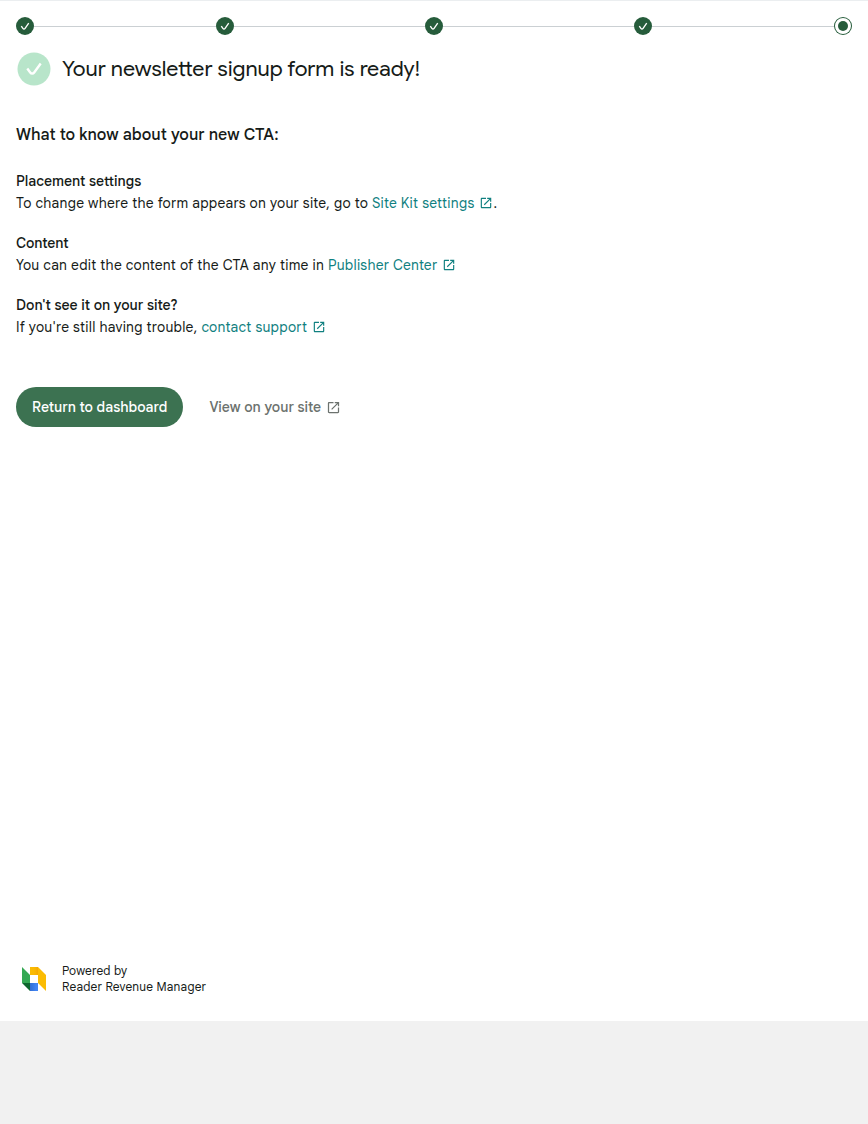 Your newsletter signup form is ready!
What to know about your new CTA:
Placement settings
To change where the form appears on your site, go to Site Kit settings.
Content
You can edit the content of the CTA any time in Publisher Center
Don't see it on your site?
If you're still having trouble, contact support
Return to dashboard
View on your site
Powered by
Reader Revenue Manager